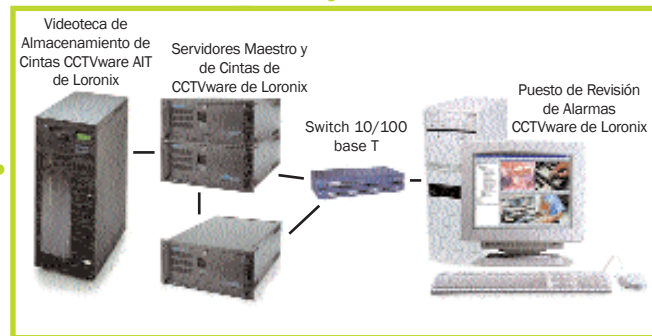 Videoteca de
Almacenamiento de
Cintas CCTVware AIT
de Loronix
Servidores Maestro y
de Cintas de
CCTVware de Loronix
Switch 10/100
base T
Puesto de Revisión
de Alarmas
CCTVware de Loronix